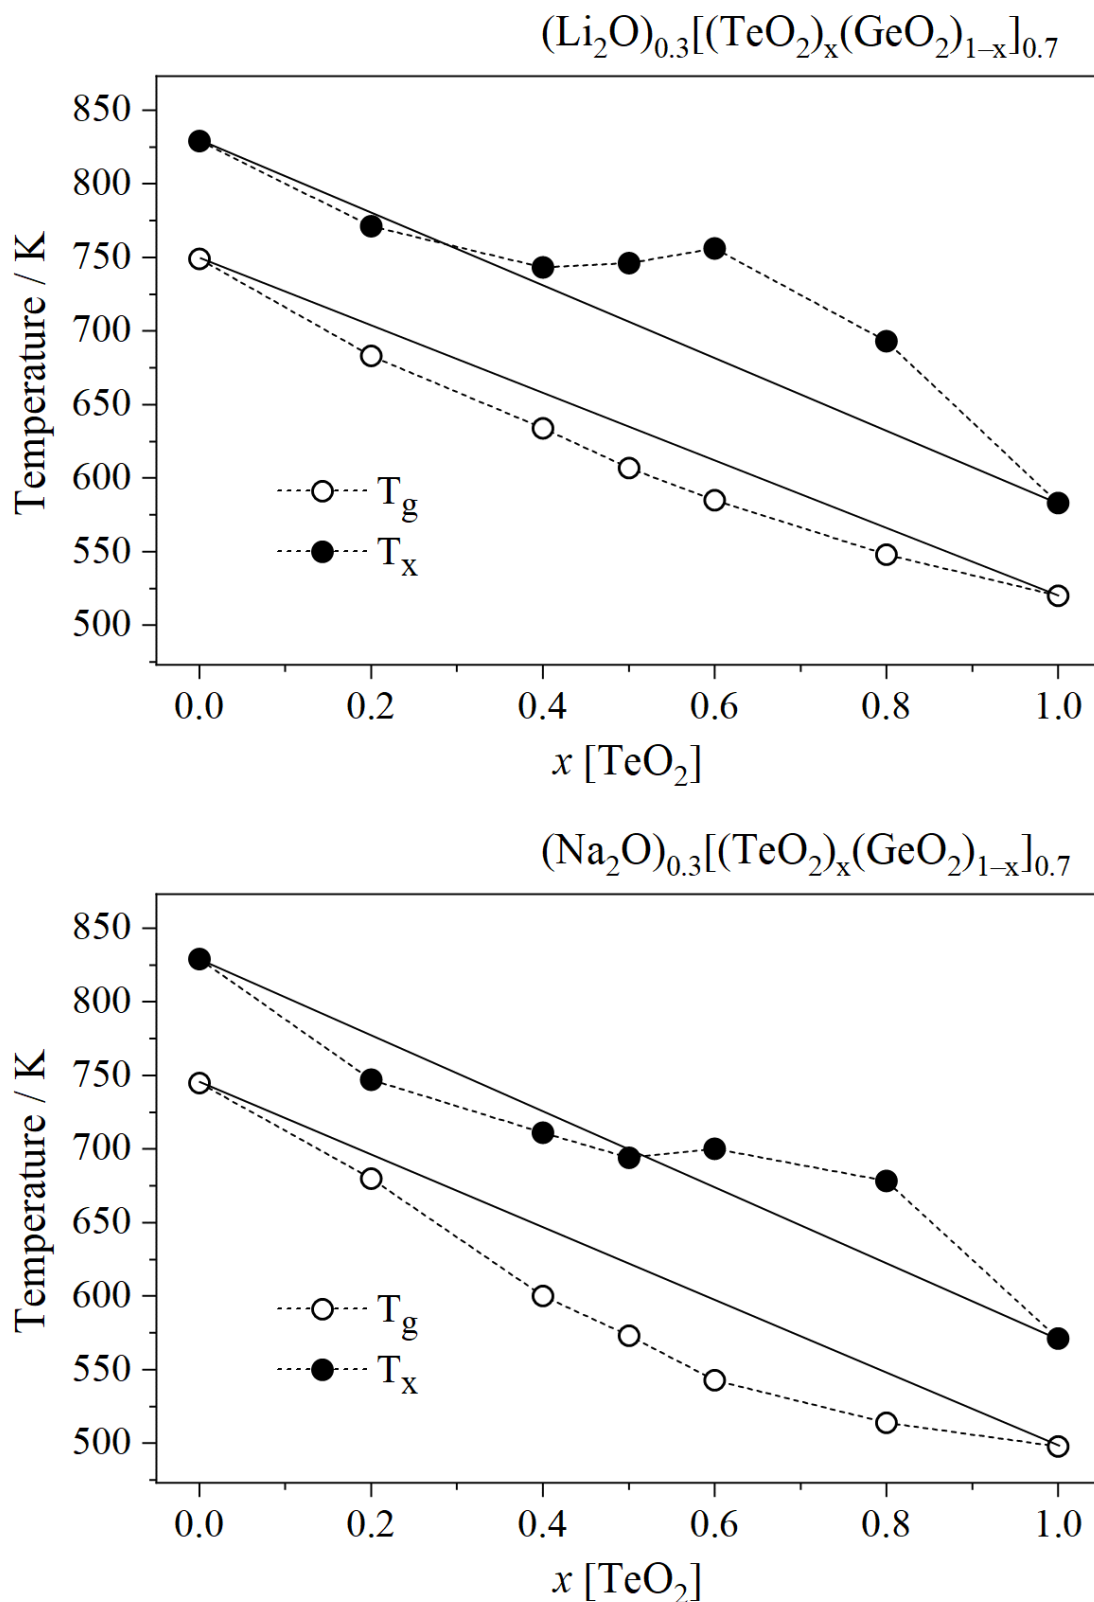 (Li₂O)₀.₃[(TeO₂)ₓ(GeO₂)₁₋ₓ]₀.₇
850
800
750
700
650
600
550
500
Temperature / K
T_g
Tₓ
0.0 0.2 0.4 0.6 0.8 1.0
x [TeO₂]
(Na₂O)₀.₃[(TeO₂)ₓ(GeO₂)₁₋ₓ]₀.₇
850
800
750
700
650
600
550
500
Temperature / K
T_g
Tₓ
0.0 0.2 0.4 0.6 0.8 1.0
x [TeO₂]